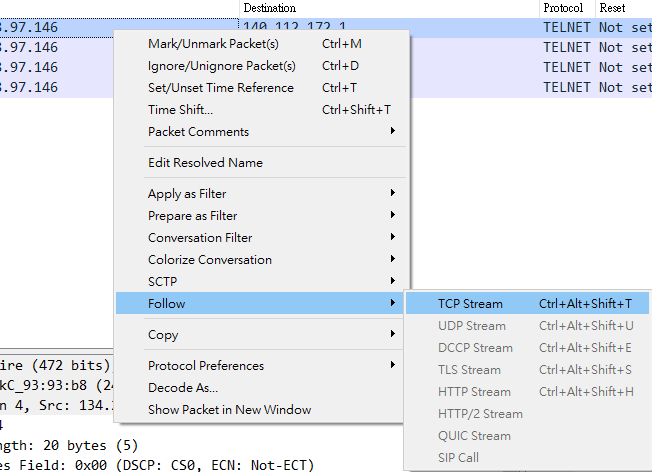 Destination Protocol Reset
3.97.146 140.112.172.1 TELNET Not set
3.97.146 TELNET Not set
3.97.146 TELNET Not set
3.97.146 TELNET Not set
Mark/Unmark Packet(s) Ctrl+M
Ignore/Unignore Packet(s) Ctrl+D
Set/Unset Time Reference Ctrl+T
Time Shift... Ctrl+Shift+T
Packet Comments
Edit Resolved Name
Apply as Filter
Prepare as Filter
Conversation Filter
Colorize Conversation
SCTP
Follow
Copy
Protocol Preferences
Decode As...
Show Packet in New Window
TCP Stream Ctrl+Alt+Shift+T
UDP Stream Ctrl+Alt+Shift+U
DCCP Stream Ctrl+Alt+Shift+E
TLS Stream Ctrl+Alt+Shift+S
HTTP Stream Ctrl+Alt+Shift+H
HTTP/2 Stream
QUIC Stream
SIP Call
ire (472 bits),
kC_93:93:b8 (24
n 4, Src: 134.
4
ngth: 20 bytes (5)
es Field: 0x00 (DSCP: CS0, ECN: Not-ECT)